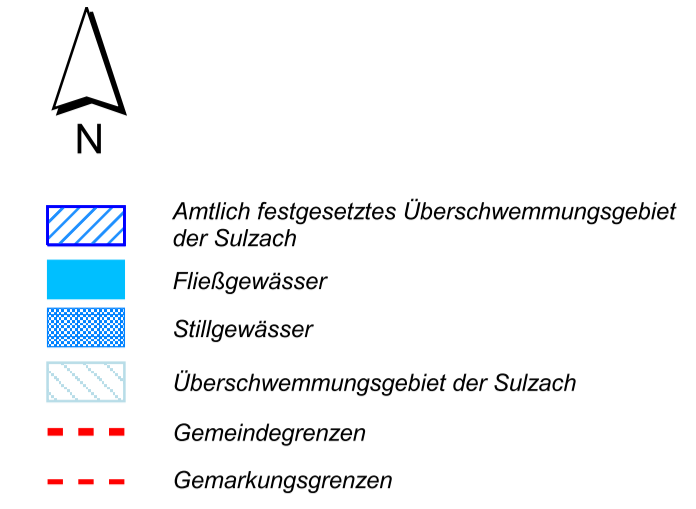 N
Amtlich festgesetztes Überschwemmungsgebiet
der Sulzach
Fließgewässer
Stillgewässer
Überschwemmungsgebiet der Sulzach
Gemeindegrenzen
Gemarkungsgrenzen